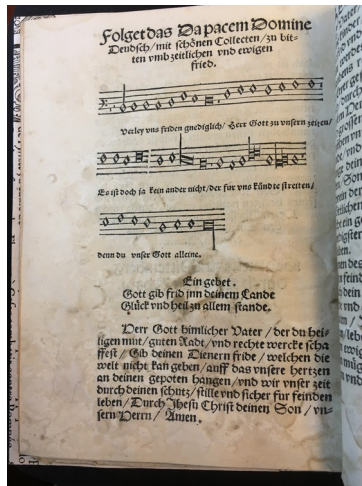 Folget das Da pacem Domine
Deudsch / mit schönen Collecten / zu bit-
ten vmb zeitlichen vnd ewigen
fried.
Verley vns friden gnediglich / Herr Gott zu vnsern zeiten /
Es ist doch ja kein ander nicht / der fur vns kündte streiten /
denn du vnser Gott alleine.
Ein gebet.
Gott gib frid jnn deinem Lande
Glück vnd heil zu allem stande.
Herr Gott himlischer Vater / der du hei-
ligen mut / guten Radt / vnd rechte wercke scha
ffest / Gib deinen Dienern fride / welchen die
welt nicht kan geben / auff das vnsere hertzen
an deinen gepoten hangen / vnd wir vnser zeit
durch deinen schutz / stille vnd sicher fur feinden
leben / Durch Jhesu Christ deinen Son / vn-
sern Herrn / Amen.